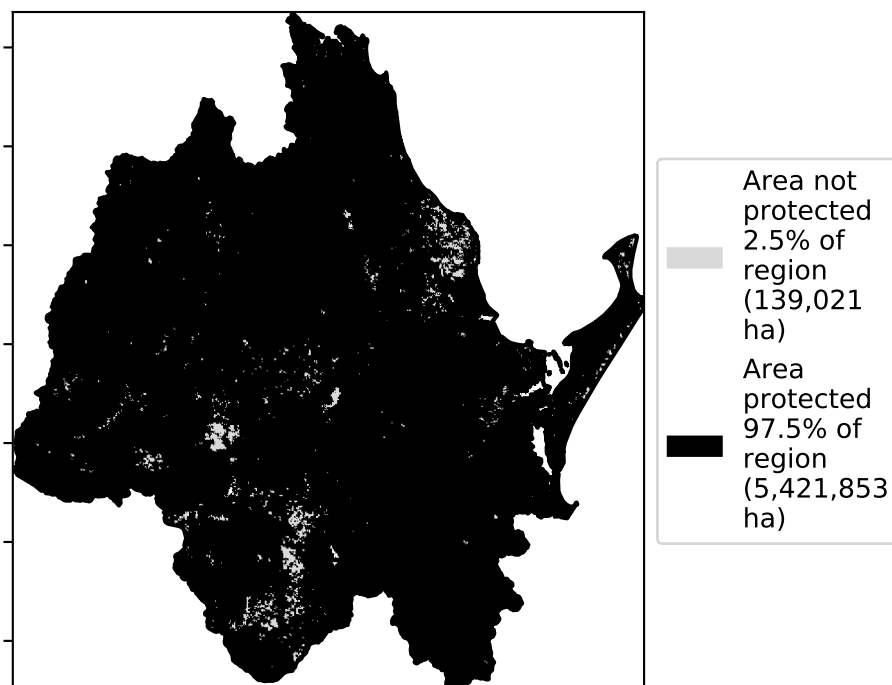 Area not
protected
2.5% of
region
(139,021
ha)
Area
protected
97.5% of
region
(5,421,853
ha)